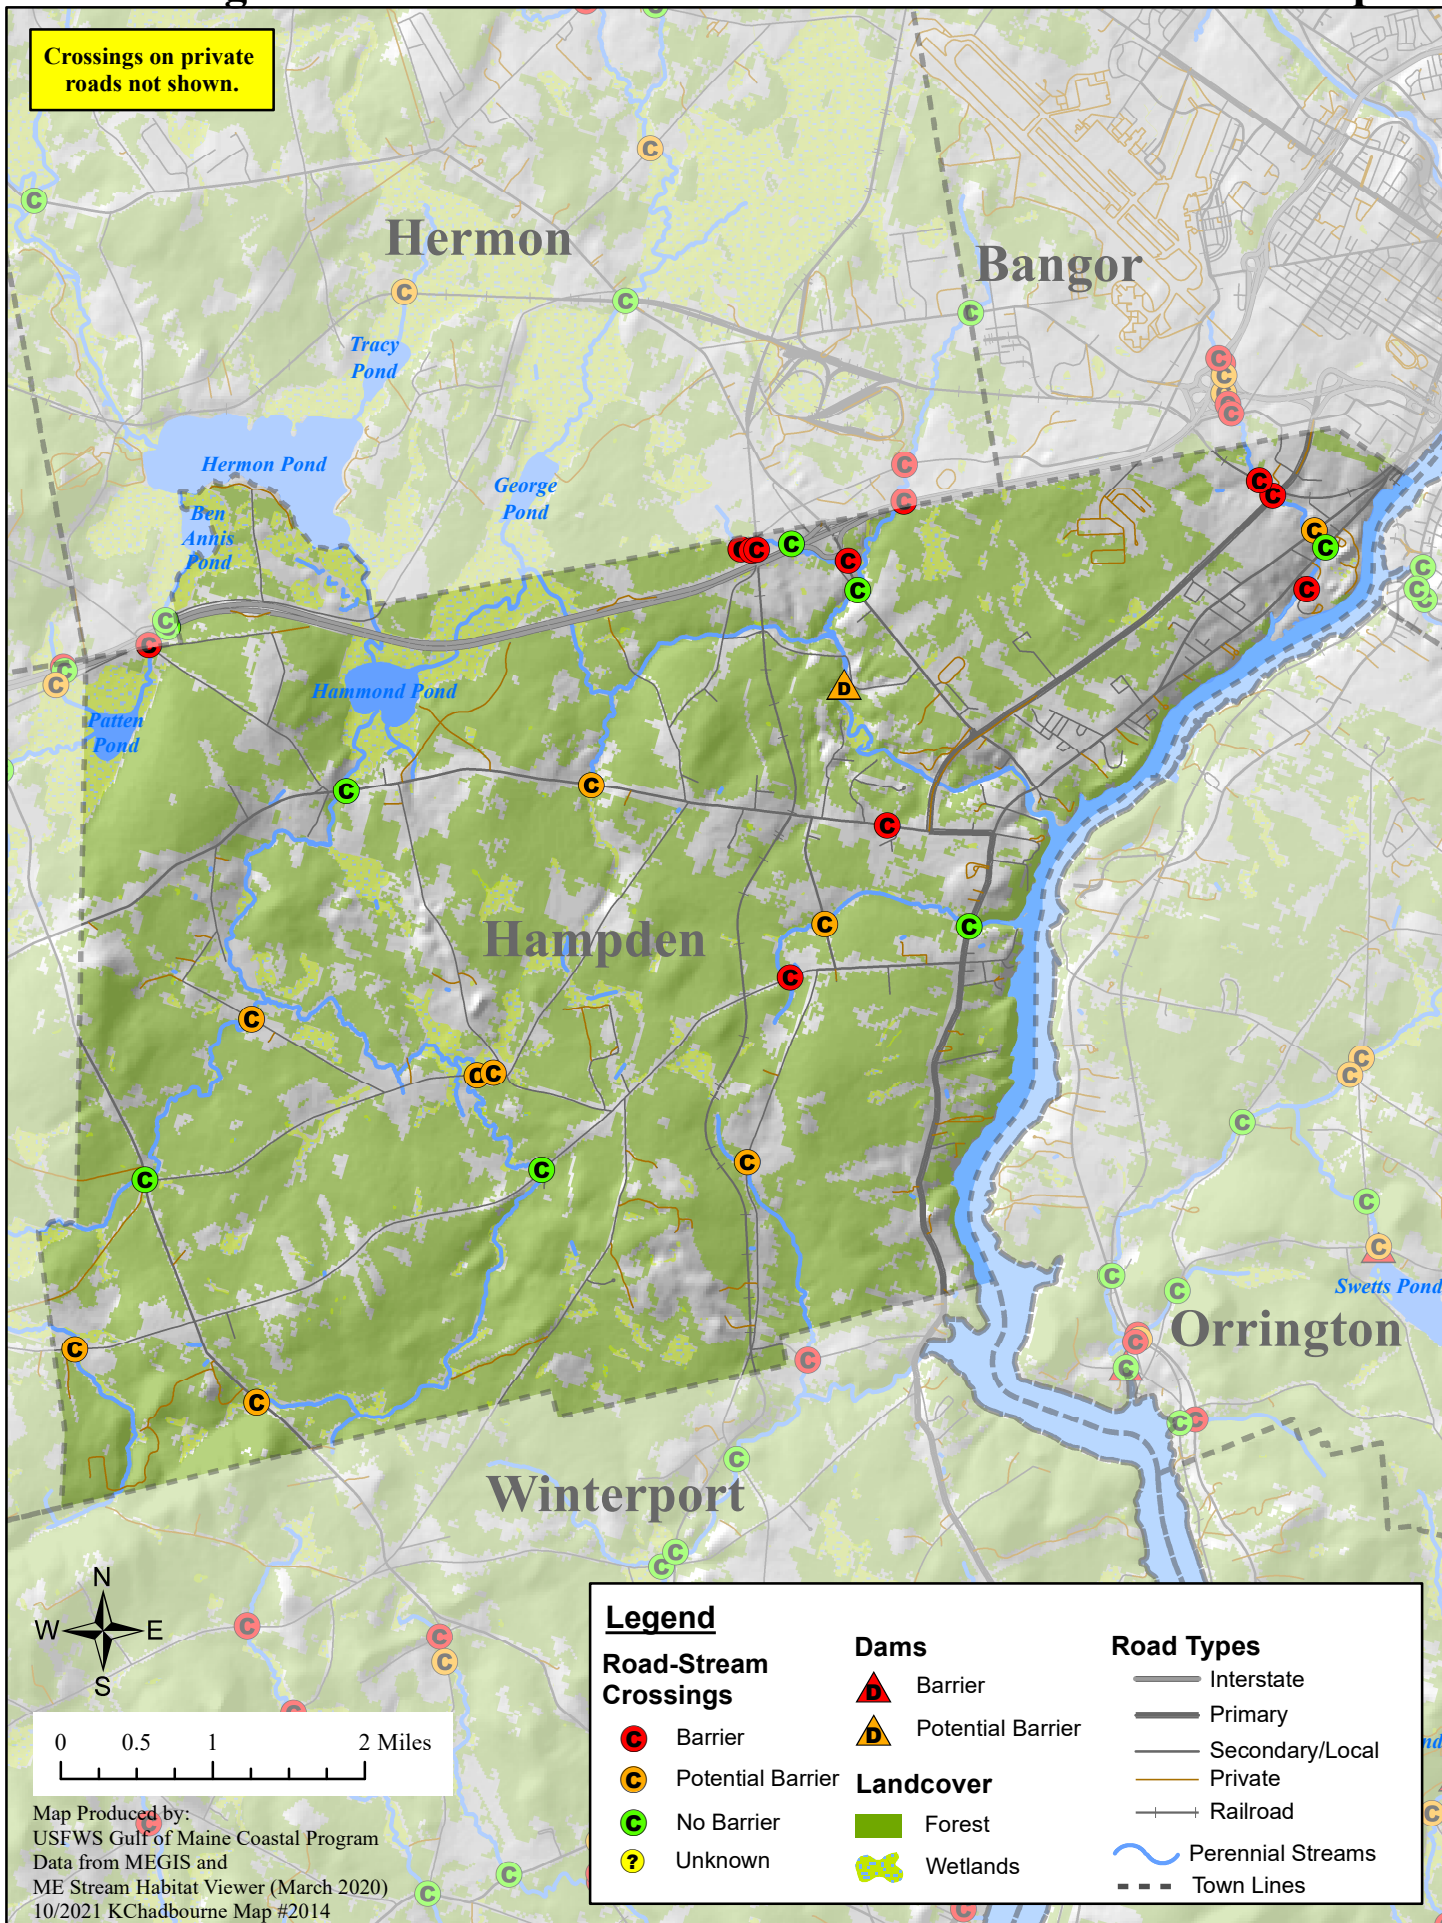 Crossings on private
roads not shown.
Hermon
Bangor
Tracy
Pond
Hermon Pond
George
Pond
Ben
Annis
Pond
Hammond Pond
Patten
Pond
Hampden
Swetts Pond
Orrington
Winterport
N
W E
S
0 0.5 1 2 Miles
Map Produced by:
USFWS Gulf of Maine Coastal Program
Data from MEGIS and
ME Stream Habitat Viewer (March 2020)
10/2021 KChadbourne Map #2014
Legend
Road-Stream
Crossings
C Barrier
C Potential Barrier
C No Barrier
? Unknown
Dams
D Barrier
D Potential Barrier
Landcover
Forest
Wetlands
Road Types
Interstate
Primary
Secondary/Local
Private
Railroad
Perennial Streams
Town Lines